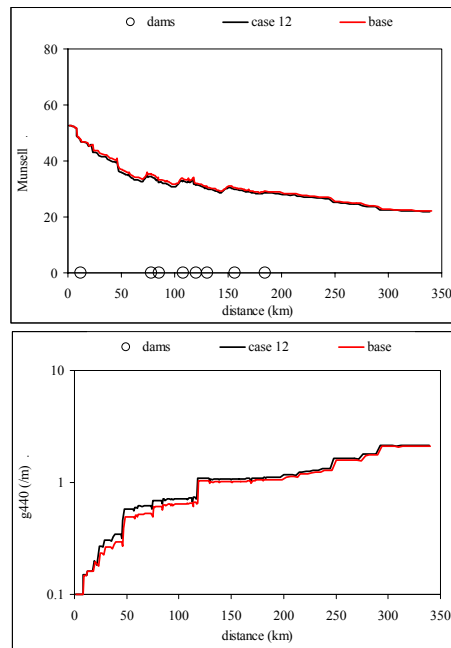 dams case 12 base
80
60
40
20
0
Munsell .
0 50 100 150 200 250 300 350
distance (km)
dams case 12 base
10
1
0.1
g440 (/m) .
0 50 100 150 200 250 300 350
distance (km)